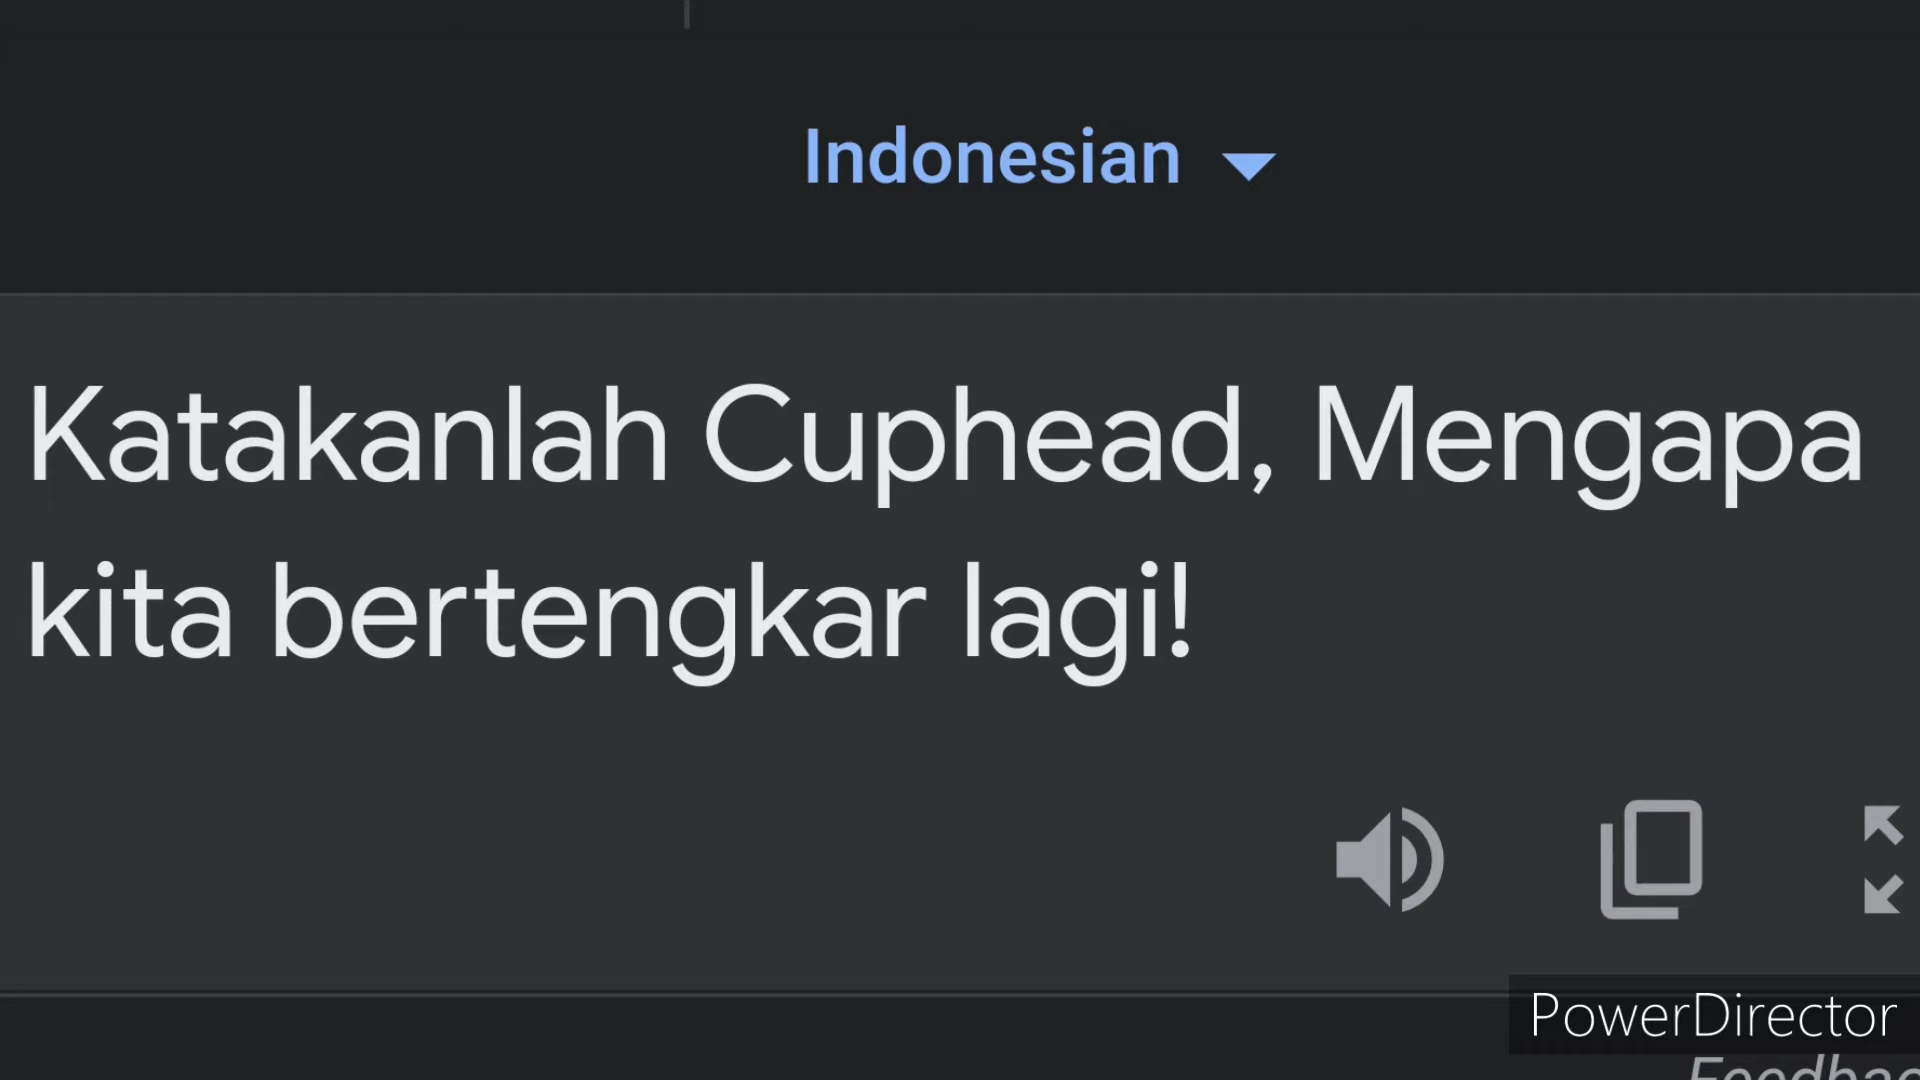 Indonesian
Katakanlah Cuphead, Mengapa
kita bertengkar lagi!
PowerDirector